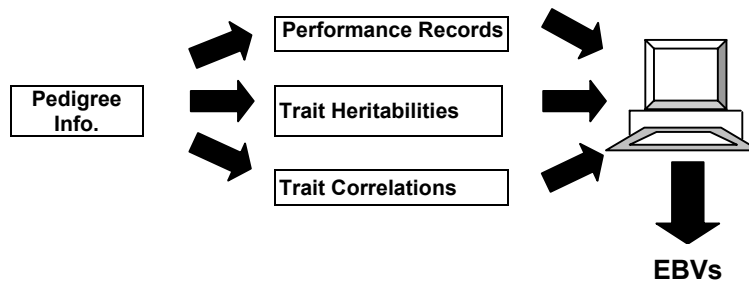 Performance Records
Pedigree
Info.
Trait Heritabilities
Trait Correlations
EBVs